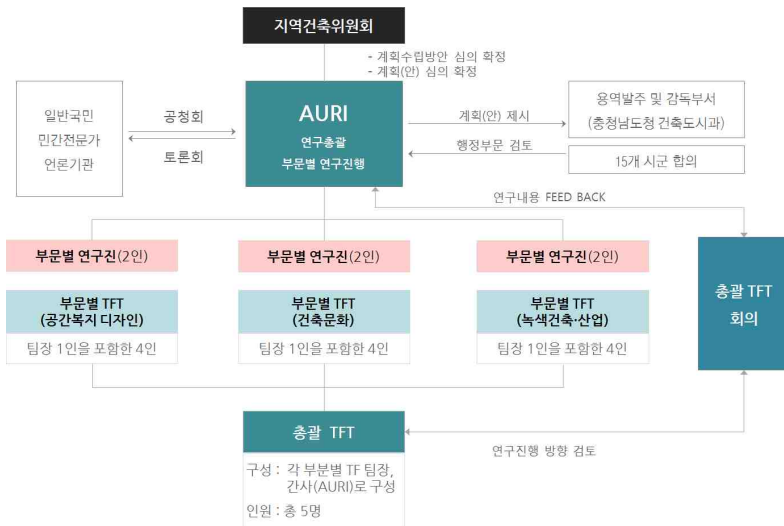 지역건축위원회
- 계획수립방안 심의 확정
- 계획(안) 심의 확정
일반국민
민간전문가
언론기관
공청회
토론회
AURI
연구총괄
부문별 연구진행
계획(안) 제시
행정부문 검토
용역발주 및 감독부서
(충청남도청 건축도시과)
15개 시군 합의
연구내용 FEED BACK
부문별 연구진(2인)
부문별 연구진(2인)
부문별 연구진(2인)
부문별 TFT
(공간복지 디자인)
팀장 1인을 포함한 4인
부문별 TFT
(건축문화)
팀장 1인을 포함한 4인
부문별 TFT
(녹색건축·산업)
팀장 1인을 포함한 4인
총괄 TFT
회의
총괄 TFT
구성 : 각 부분별 TF 팀장,
간사(AURI)로 구성
인원 : 총 5명
연구진행 방향 검토